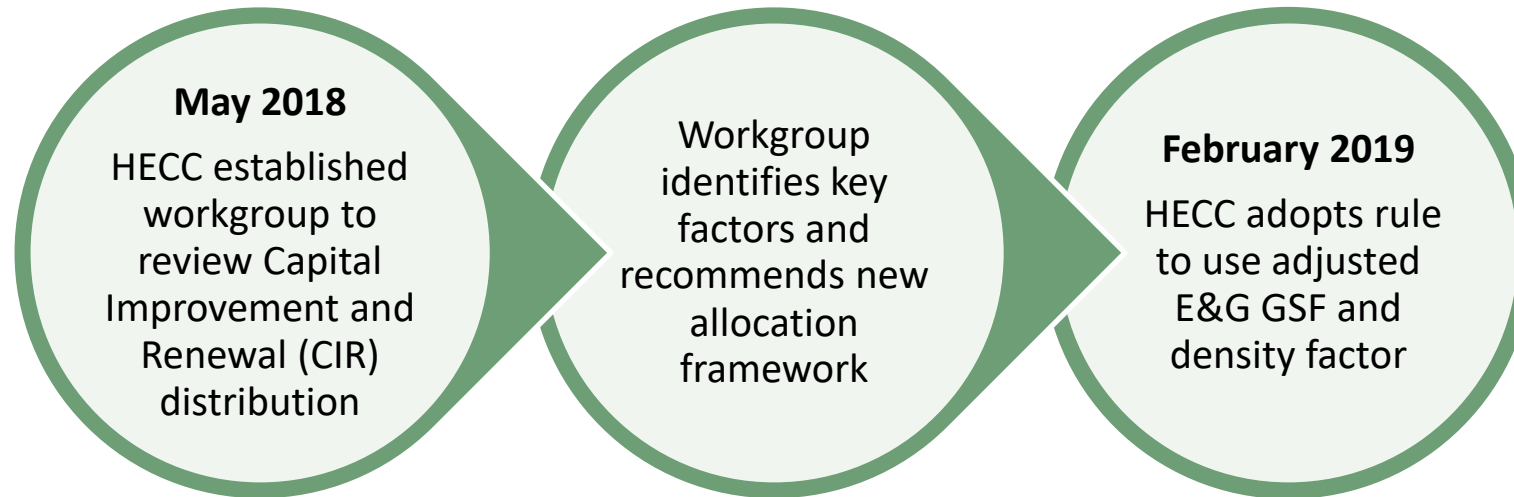 May 2018
HECC established
workgroup to
review Capital
Improvement and
Renewal (CIR)
distribution
Workgroup
identifies key
factors and
recommends new
allocation
framework
February 2019
HECC adopts rule
to use adjusted
E&G GSF and
density factor